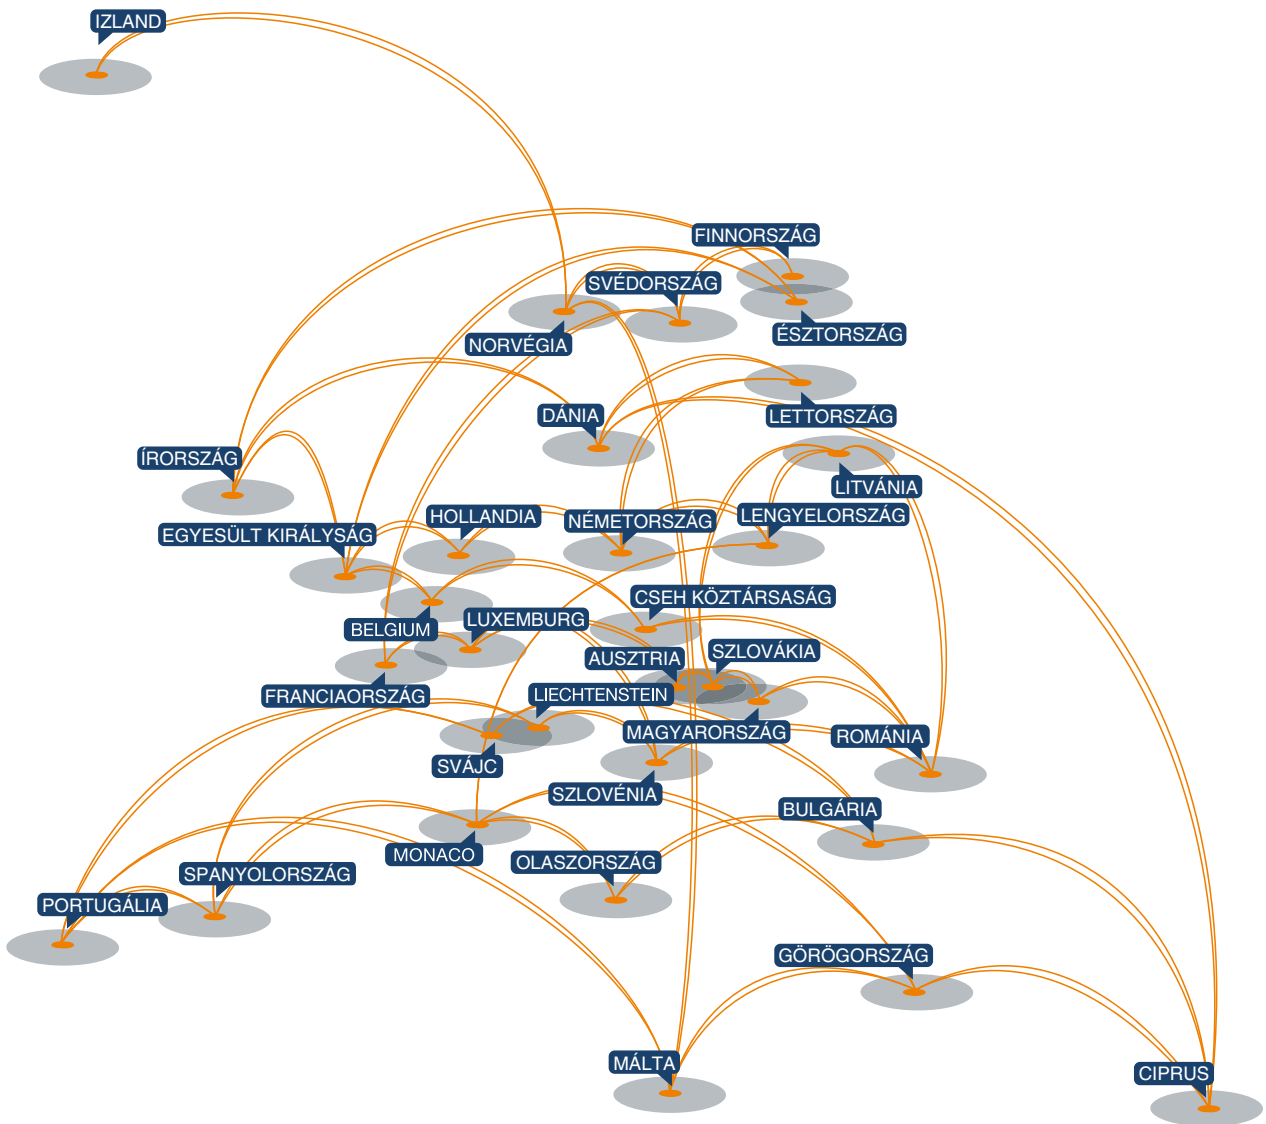 IZLAND
FINNORSZÁG
SVÉDORSZÁG
ÉSZTORSZÁG
NORVÉGIA
DÁNIA
LETTORSZÁG
ÍRORSZÁG
LITVÁNIA
HOLLANDIA
NÉMETORSZÁG
LENGYELORSZÁG
EGYESÜLT KIRÁLYSÁG
CSEH KÖZTÁRSASÁG
LUXEMBURG
BELGIUM
SZLOVÁKIA
AUSZTRIA
LIECHTENSTEIN
FRANCIAORSZÁG
MAGYARORSZÁG
ROMÁNIA
SVÁJC
SZLOVÉNIA
BULGÁRIA
MONACO
OLASZORSZÁG
SPANYOLORSZÁG
PORTUGÁLIA
GÖRÖGORSZÁG
MÁLTA
CIPRUS